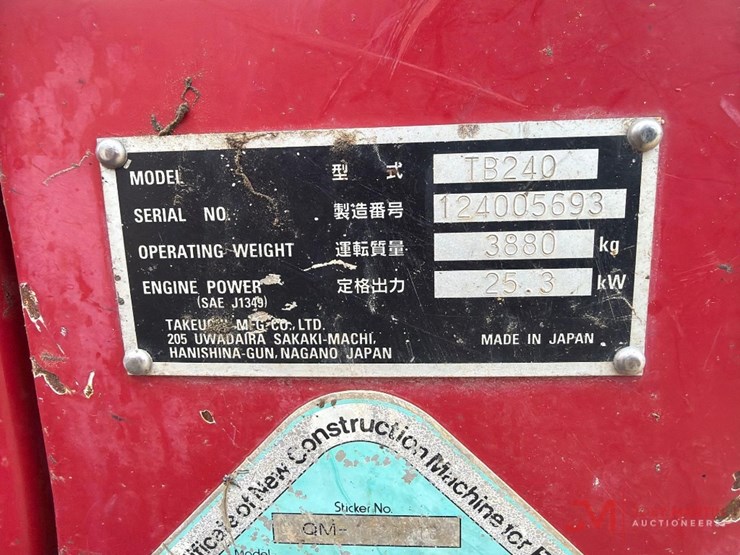 MODEL 型 式 TB240
SERIAL NO. 製造番号 124005693
OPERATING WEIGHT 運転質量 3880 kg
ENGINE POWER 定格出力 25.3 kW
(SAE J1349)
MFG. CO., LTD.
205 UWADAIRA SAKAKI-MACHI,
HANISHINA-GUN, NAGANO JAPAN
MADE IN JAPAN
of New Construction Machine for
Sticker No.
QM-
Model
AUCTIONEERS